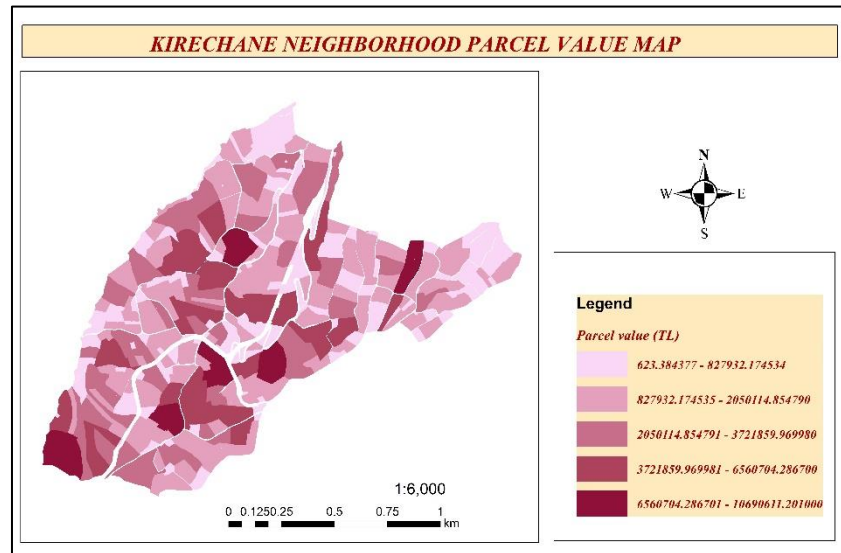 KIRECHANE NEIGHBORHOOD PARCEL VALUE MAP
N
W E
S
Legend
Parcel value (TL)
623.384377 - 827932.174534
827932.174535 - 2050114.854790
2050114.854791 - 3721859.969980
3721859.969981 - 6560704.286700
6560704.286701 - 10690611.201000
1:6,000
0 0.1250.25 0.5 0.75 1
km